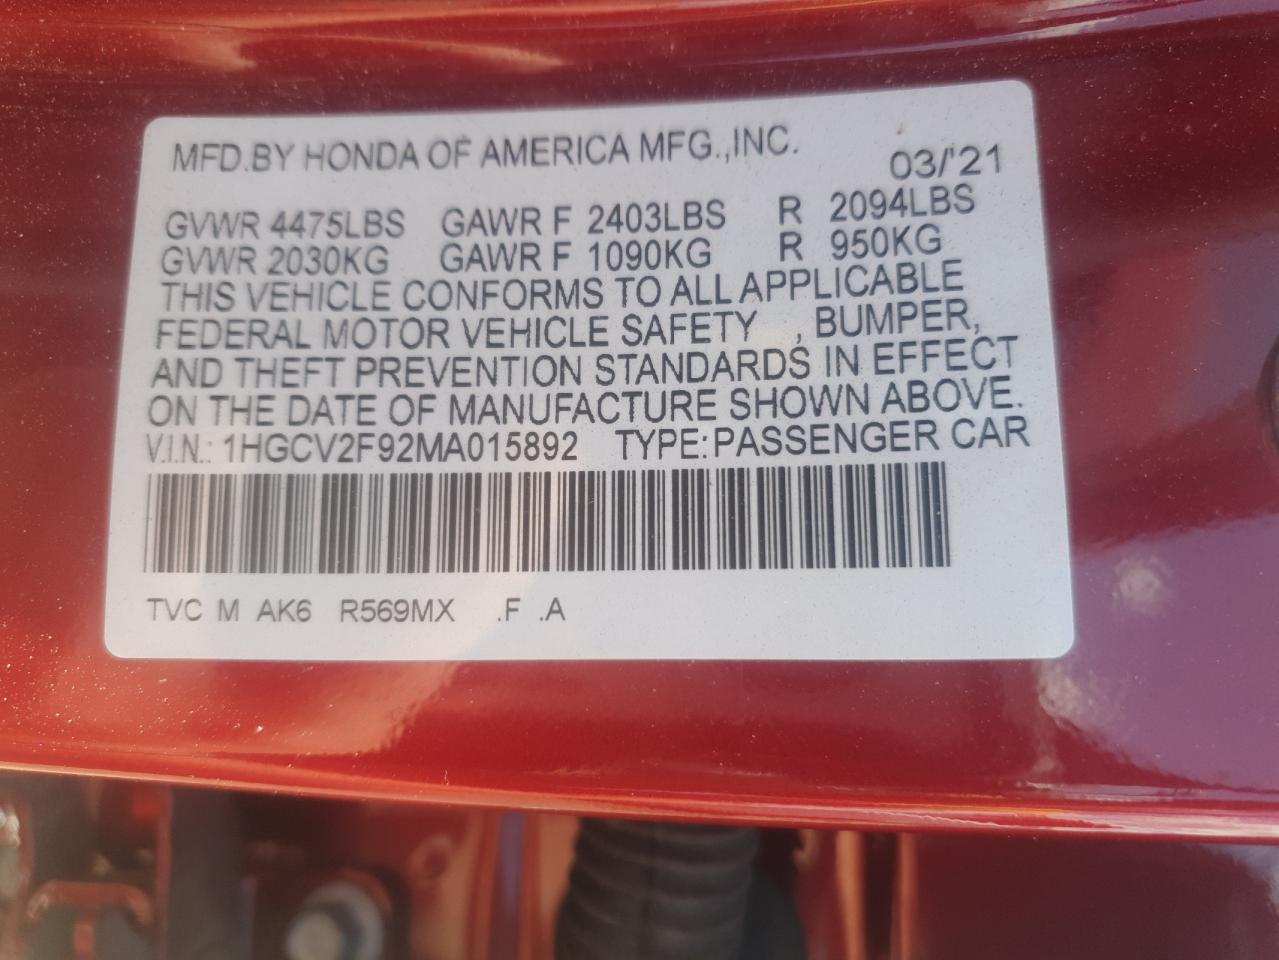 MFD.BY HONDA OF AMERICA MFG.,INC. 03/'21
GVWR 4475LBS GAWR F 2403LBS R 2094LBS
GVWR 2030KG GAWR F 1090KG R 950KG
THIS VEHICLE CONFORMS TO ALL APPLICABLE
FEDERAL MOTOR VEHICLE SAFETY , BUMPER,
AND THEFT PREVENTION STANDARDS IN EFFECT
ON THE DATE OF MANUFACTURE SHOWN ABOVE.
V.I.N.: 1HGCV2F92MA015892 TYPE:PASSENGER CAR
TVC M AK6 R569MX .F .A